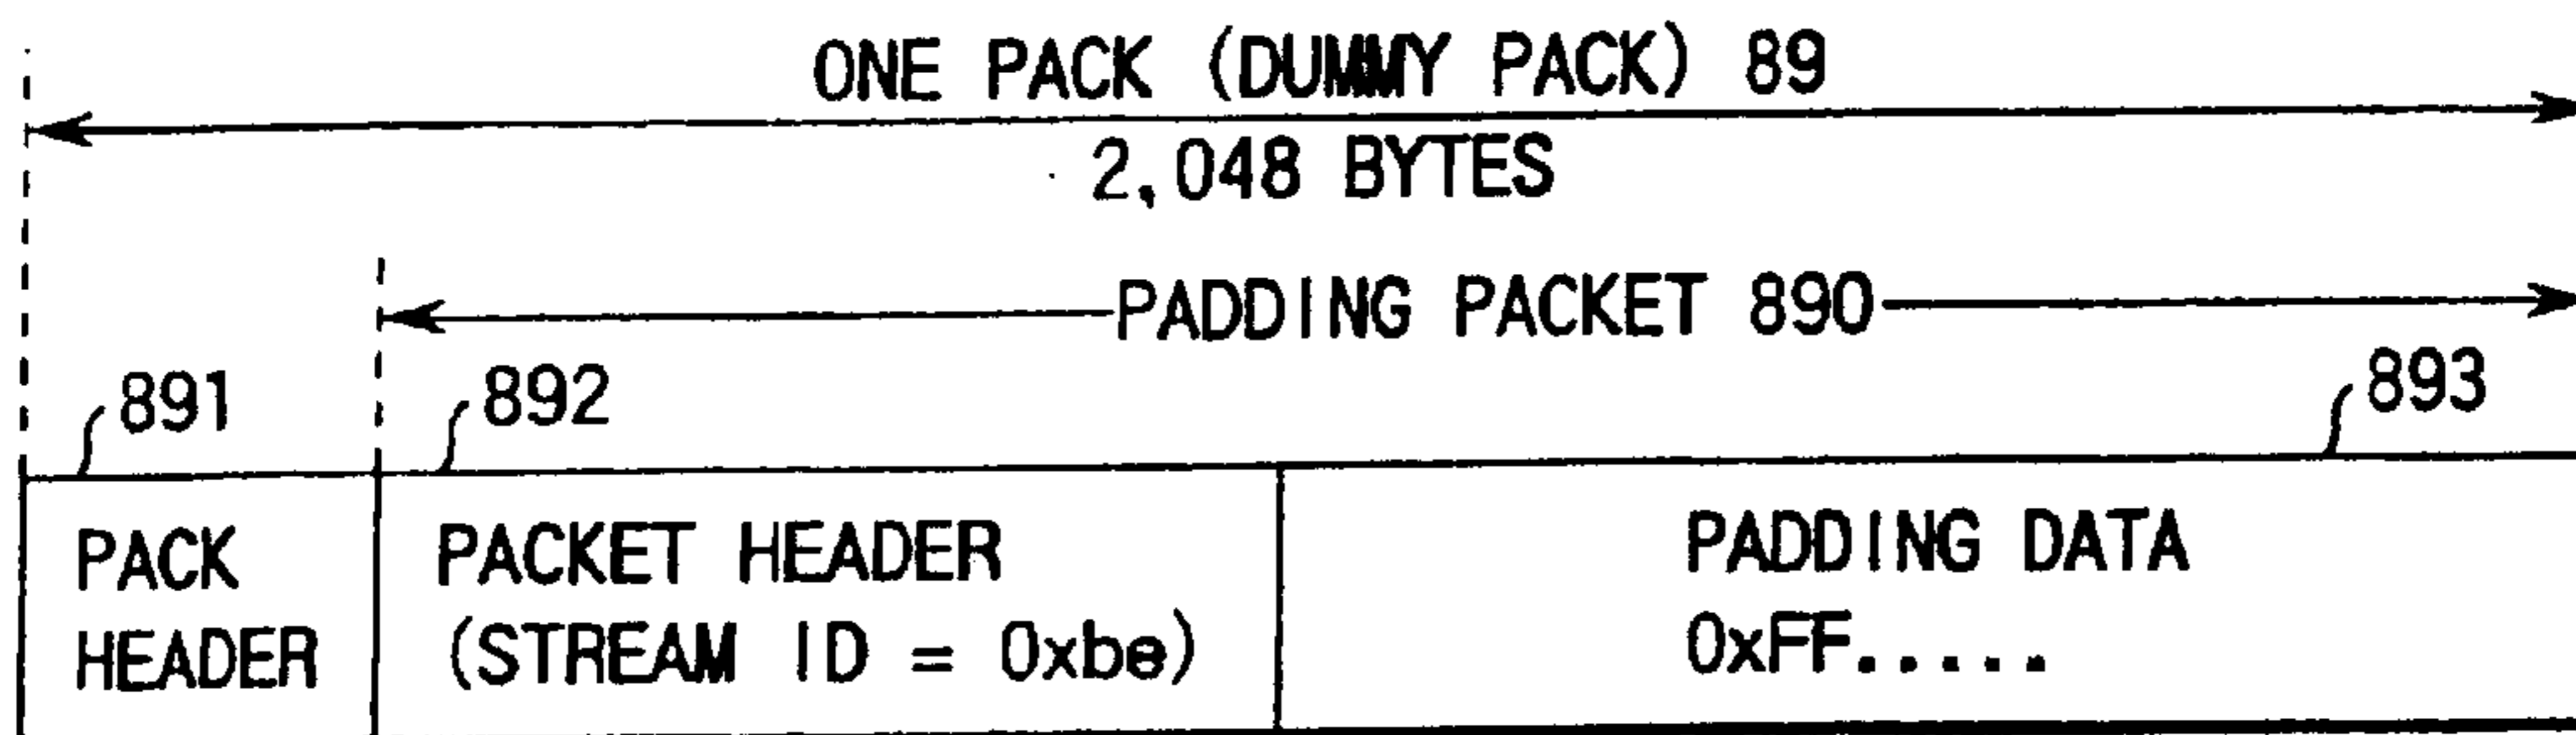 ONE PACK (DUMMY PACK) 89
2,048 BYTES
PADDING PACKET 890
891
892
893
PACK
HEADER
PACKET HEADER
(STREAM ID = 0xbe)
PADDING DATA
0xFF.....